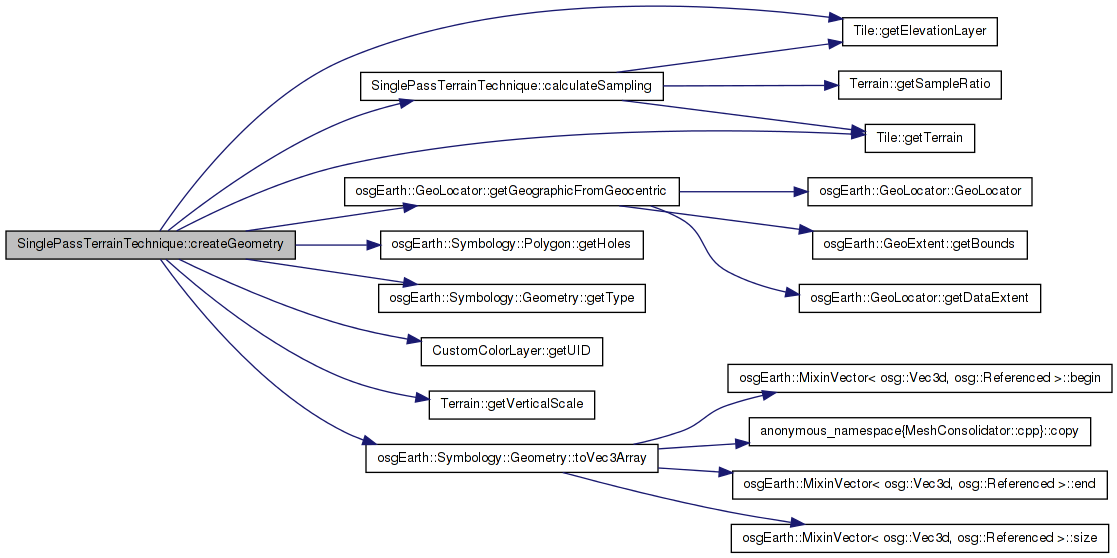 Tile::getElevationLayer
SinglePassTerrainTechnique::calculateSampling
Terrain::getSampleRatio
Tile::getTerrain
osgEarth::GeoLocator::getGeographicFromGeocentric
osgEarth::GeoLocator::GeoLocator
SinglePassTerrainTechnique::createGeometry
osgEarth::Symbology::Polygon::getHoles
osgEarth::GeoExtent::getBounds
osgEarth::Symbology::Geometry::getType
osgEarth::GeoLocator::getDataExtent
CustomColorLayer::getUID
Terrain::getVerticalScale
osgEarth::MixinVector< osg::Vec3d, osg::Referenced >::begin
anonymous_namespace{MeshConsolidator::cpp}::copy
osgEarth::Symbology::Geometry::toVec3Array
osgEarth::MixinVector< osg::Vec3d, osg::Referenced >::end
osgEarth::MixinVector< osg::Vec3d, osg::Referenced >::size